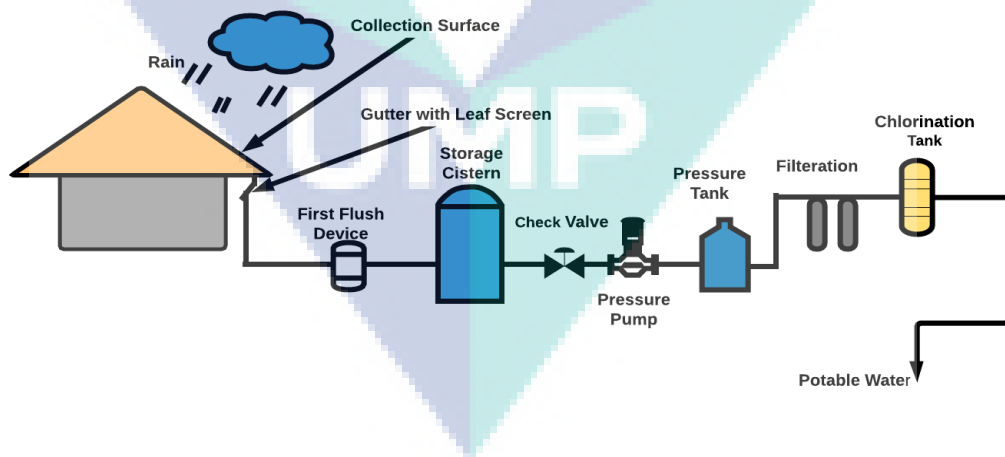 Collection Surface
Rain
Gutter with Leaf Screen
UMP
Storage
Cistern
First Flush
Device
Check Valve
Pressure
Pump
Pressure
Tank
Filteration
Chlorination
Tank
Potable Water